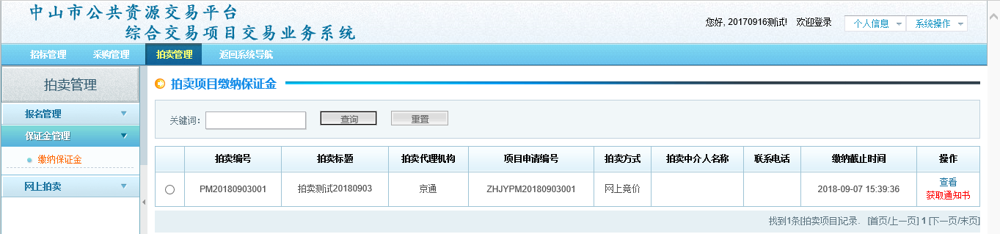 中山市公共资源交易平台
综合交易项目交易业务系统
您好, 20170916测试! 欢迎登录 个人信息 系统操作
招标管理 采购管理 拍卖管理 返回系统导航
拍卖管理
报名管理
保证金管理
缴纳保证金
网上拍卖
拍卖项目缴纳保证金
关键词: 查询 重置
拍卖编号 拍卖标题 拍卖代理机构 项目申请编号 拍卖方式 拍卖中介人名称 联系电话 缴纳截止时间 操作
PM20180903001 拍卖测试20180903 京通 ZHJYPM20180903001 网上竞价 2018-09-07 15:39:36 查看
获取通知书
找到1条[拍卖项目]记录. [首页/上一页] 1 [下一页/末页]